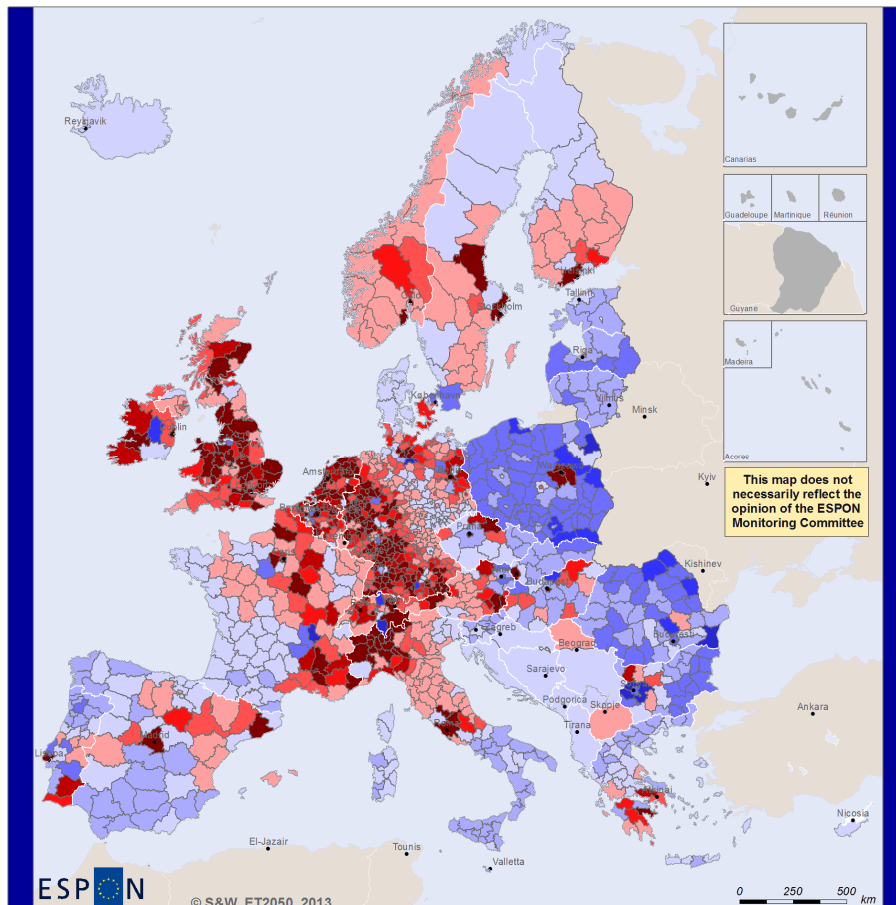 Reykjavik
Canarias
Guadeloupe
Martinique
Réunion
Guyane
Madeira
Acores
This map does not
necessarily reflect the
opinion of the ESPON
Monitoring Committee
Helsinki
Tallinn
Oslo
Stockholm
Riga
København
Vilnius
Minsk
Dublin
Amsterdam
Kyiv
Praha
Paris
Kishinev
Budapest
Zagreb
Beograd
Bucuresti
Sarajevo
Podgorica
Skopje
Tirana
Ankara
Roma
Madrid
Lisboa
Athinai
El-Jazair
Tounis
Valletta
Nicosia
ESPON
© S&W, ET2050, 2013
0 250 500
km